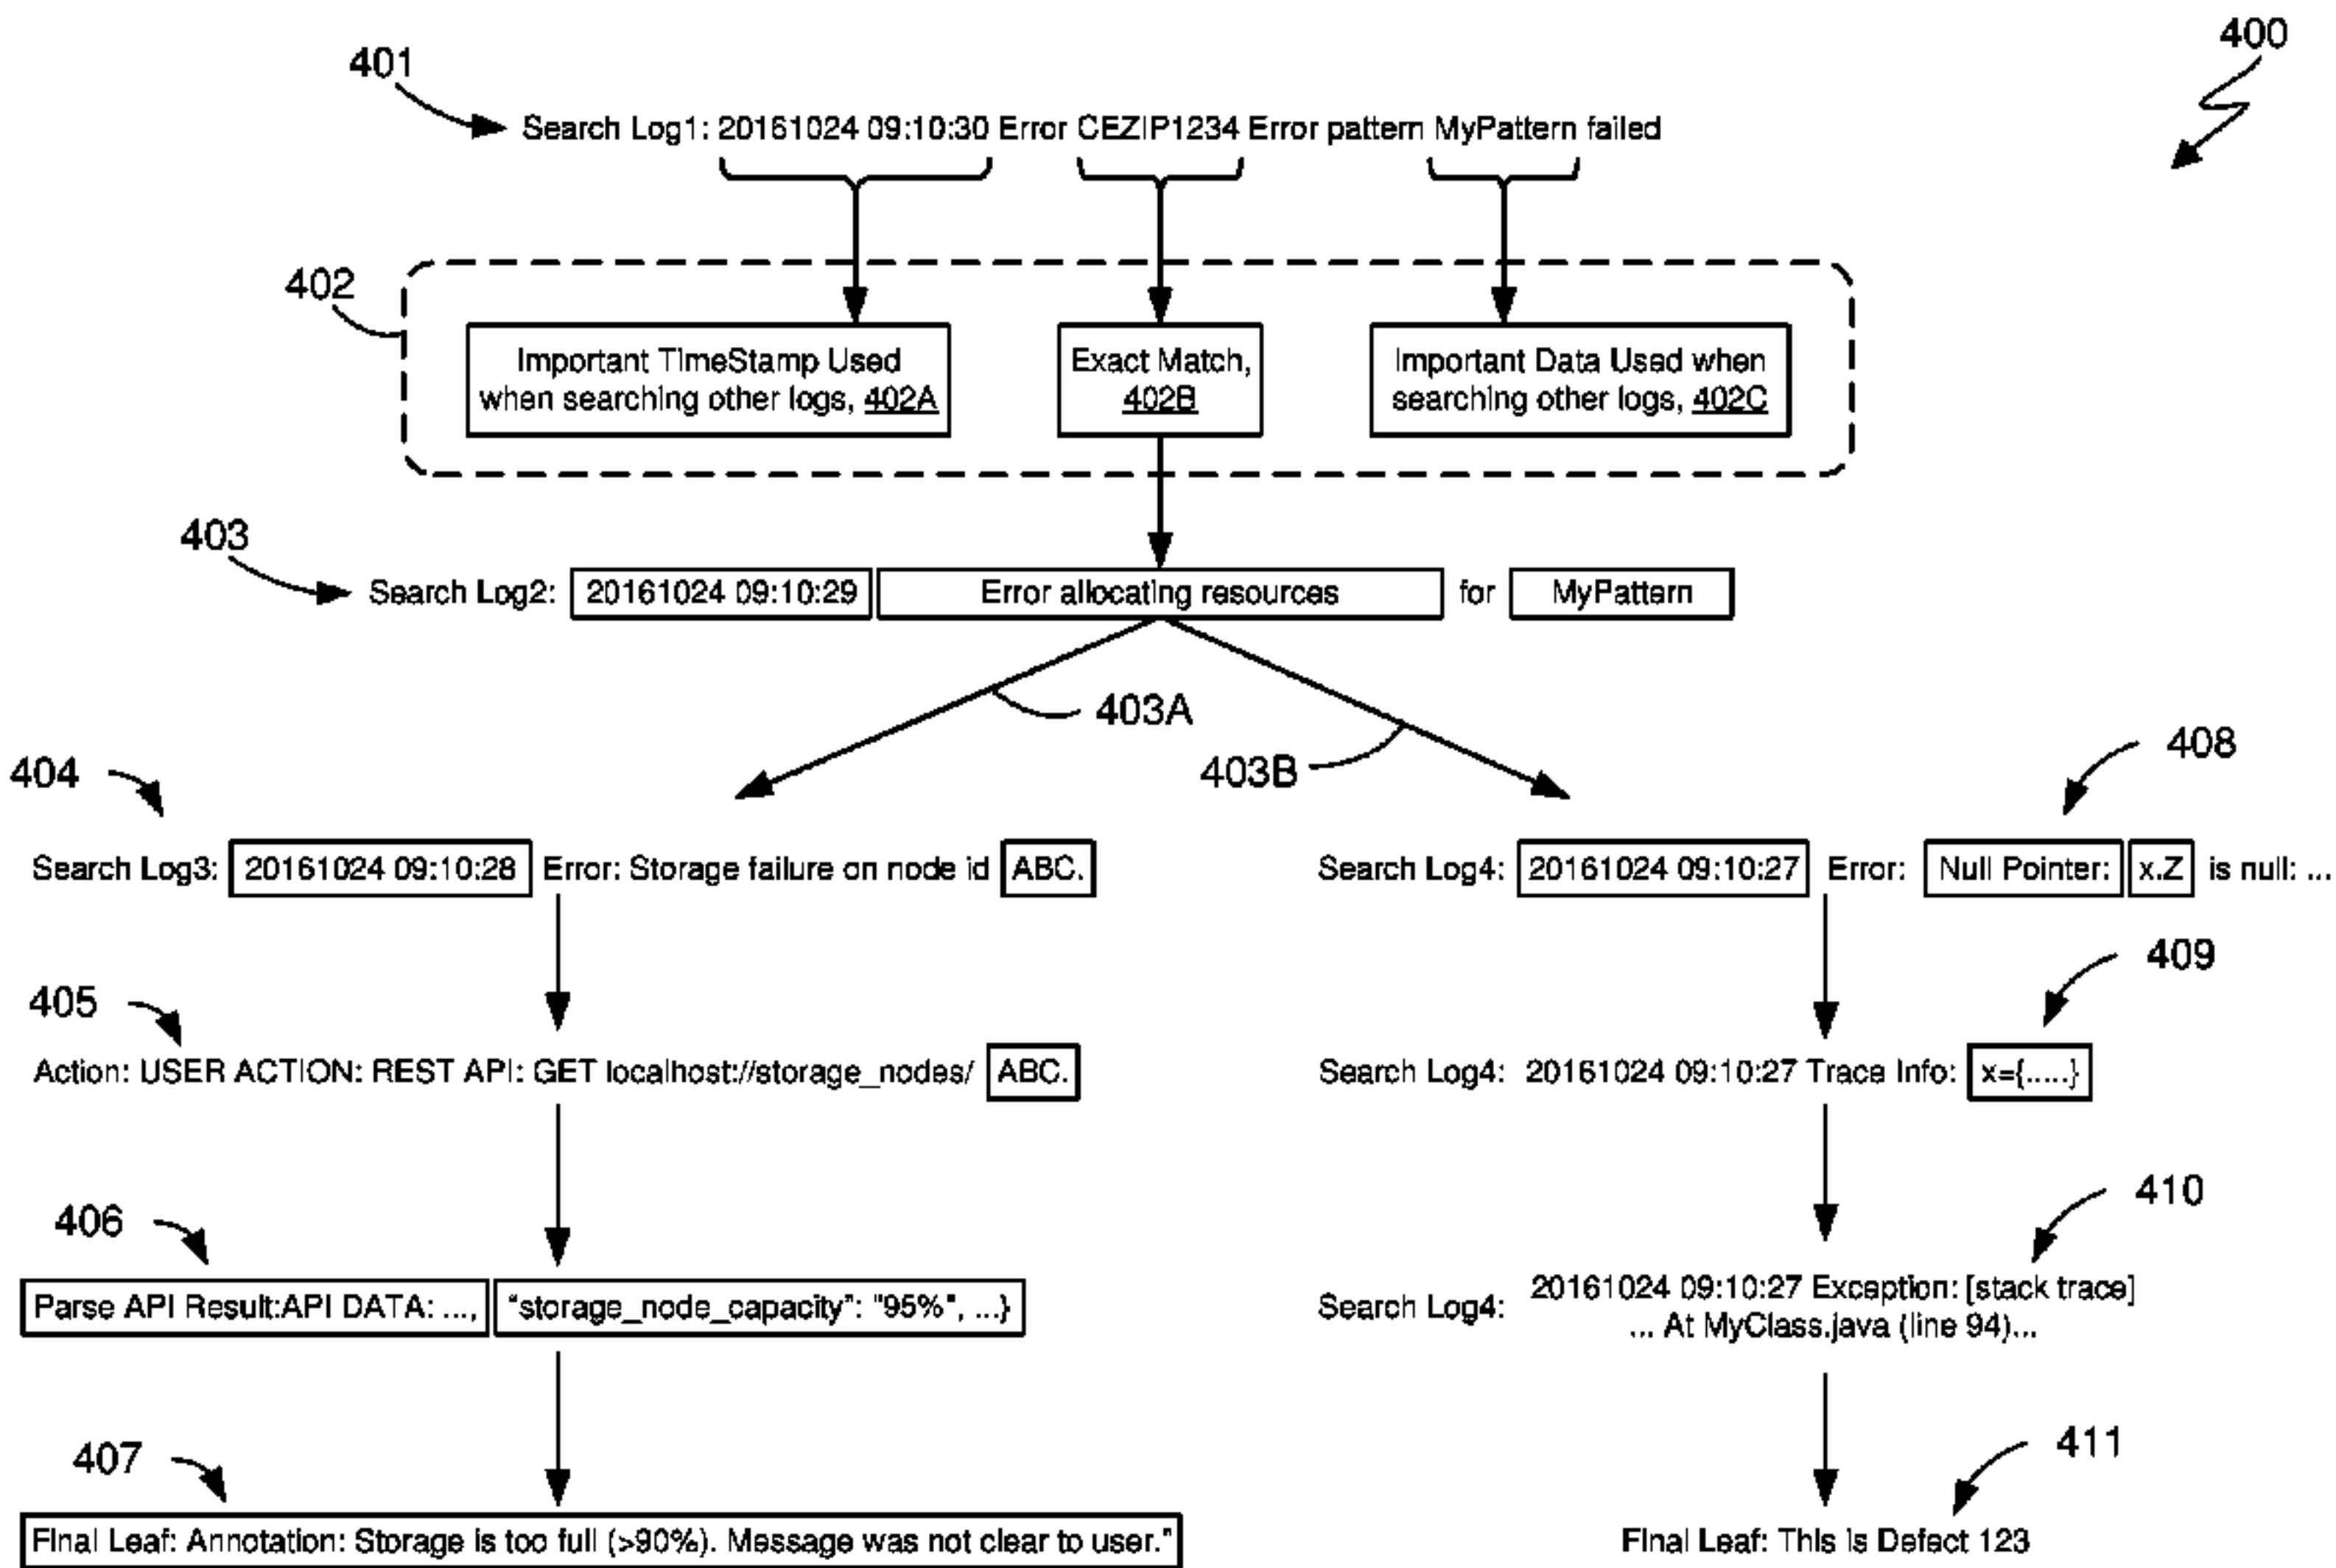 400
401
Search Log1: 20161024 09:10:30 Error CEZIP1234 Error pattern MyPattern failed
402
Important TimeStamp Used
when searching other logs, 402A
Exact Match,
402B
Important Data Used when
searching other logs, 402C
403
Search Log2: 20161024 09:10:29 Error allocating resources for MyPattern
403A
403B
404
Search Log3: 20161024 09:10:28 Error: Storage failure on node id ABC.
405
Action: USER ACTION: REST API: GET localhost://storage_nodes/ ABC.
406
Parse API Result:API DATA: ..., "storage_node_capacity": "95%", ...}
407
Final Leaf: Annotation: Storage is too full (>90%). Message was not clear to user."
408
Search Log4: 20161024 09:10:27 Error: Null Pointer: x.Z is null: ...
409
Search Log4: 20161024 09:10:27 Trace Info: x={.....}
410
Search Log4: 20161024 09:10:27 Exception: [stack trace]
... At MyClass.java (line 94)...
411
Final Leaf: This is Defect 123